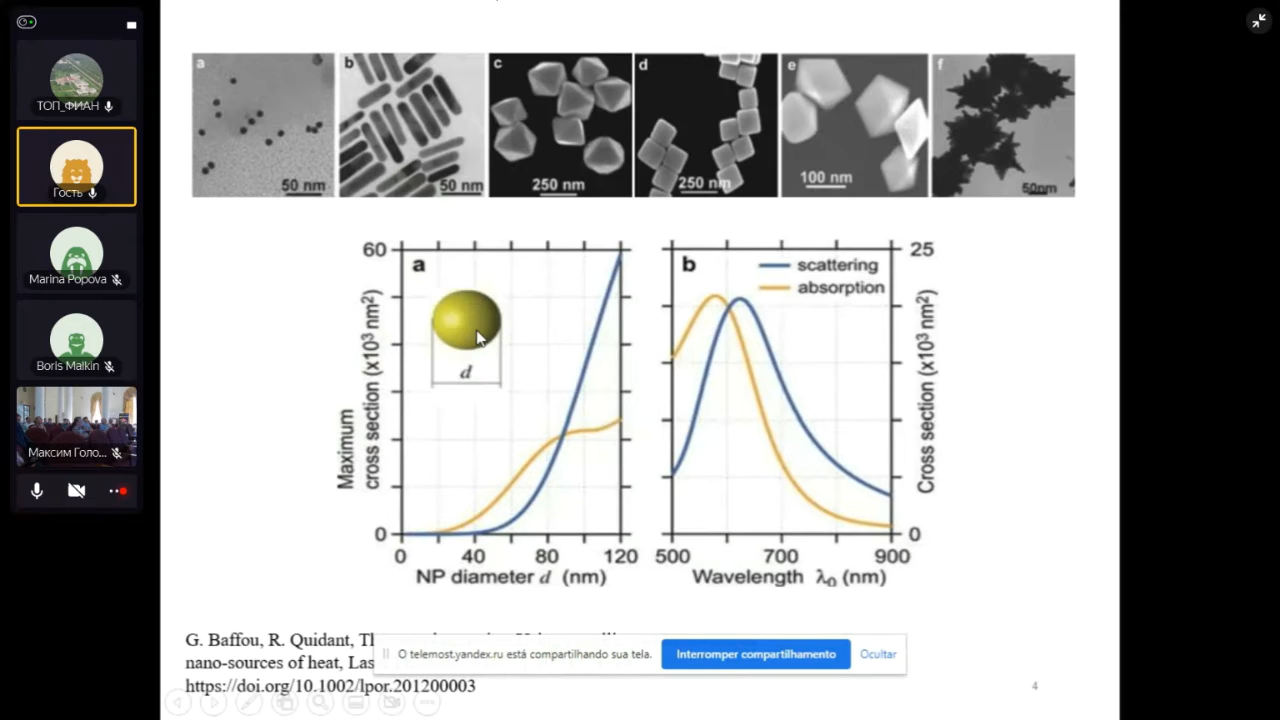 ТОП_ФИАН
Гость
Marina Popova
Boris Malkin
Максим Голо...
a
50 nm
b
50 nm
c
250 nm
d
250 nm
e
100 nm
f
50nm
60
a
d
0
0 40 80 120
NP diameter d (nm)
Maximum
cross section (x10³ nm²)
b
scattering
absorption
25
0
500 700 900
Wavelength λ₀ (nm)
Cross section (x10³ nm²)
G. Baffou, R. Quidant,
nano-sources of heat, Las
https://doi.org/10.1002/lpor.201200003
O telemost.yandex.ru está compartilhando sua tela.
Interromper compartilhamento
Ocultar
4